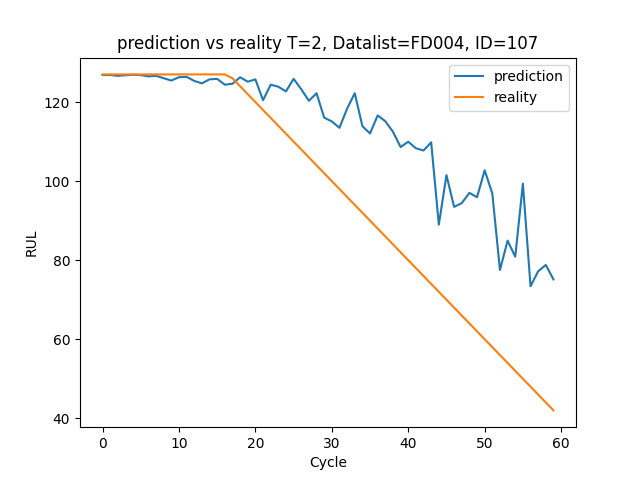 prediction vs reality T=2, Datalist=FD004, ID=107
prediction
reality
120
100
80
60
40
RUL
0 10 20 30 40 50 60
Cycle